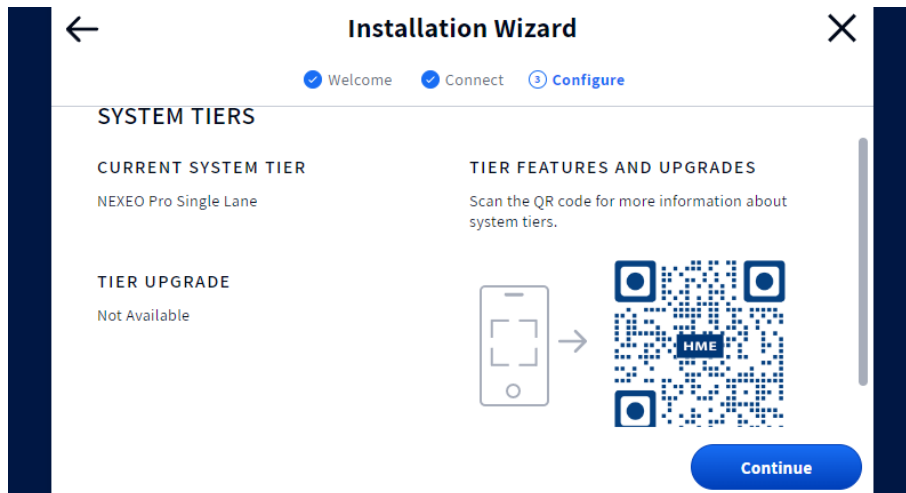 Installation Wizard
Welcome
Connect
3 Configure
SYSTEM TIERS
CURRENT SYSTEM TIER
NEXEO Pro Single Lane
TIER UPGRADE
Not Available
TIER FEATURES AND UPGRADES
Scan the QR code for more information about
system tiers.
HME
Continue